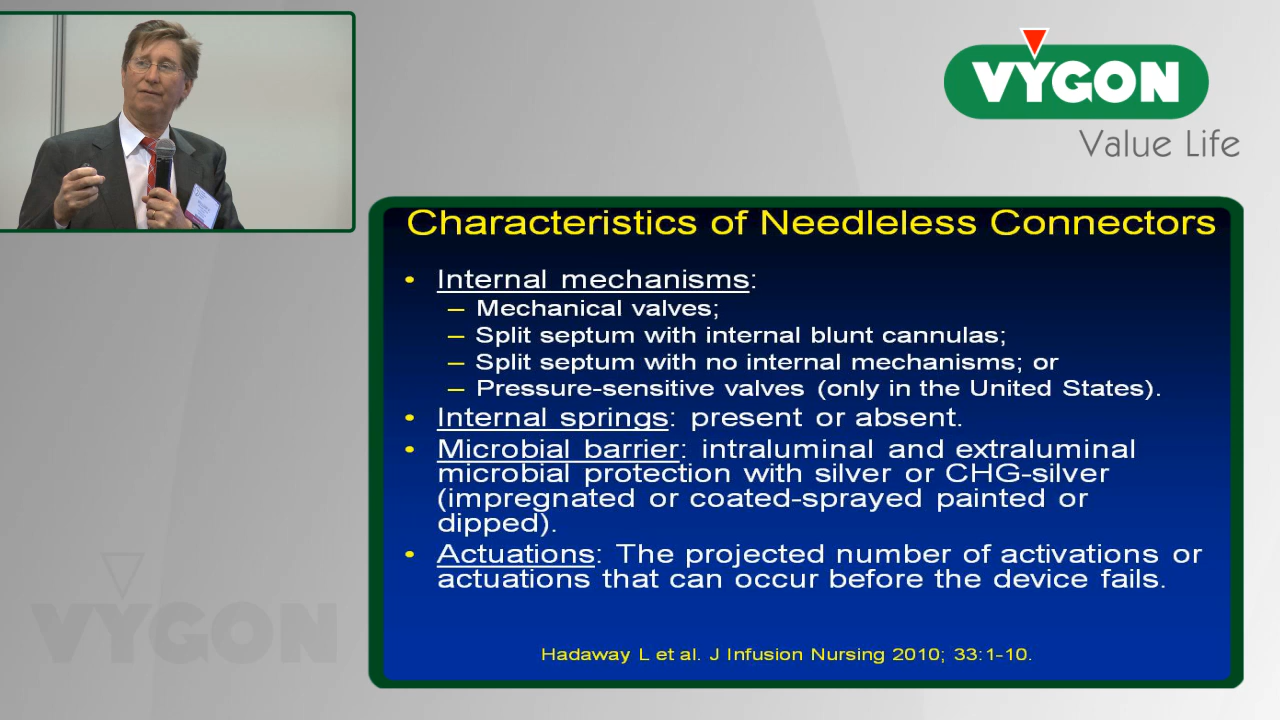 VYGON
Value Life
Characteristics of Needleless Connectors
• Internal mechanisms:
– Mechanical valves;
– Split septum with internal blunt cannulas;
– Split septum with no internal mechanisms; or
– Pressure-sensitive valves (only in the United States).
• Internal springs: present or absent.
• Microbial barrier: intraluminal and extraluminal
microbial protection with silver or CHG-silver
(impregnated or coated-sprayed painted or
dipped).
• Actuations: The projected number of activations or
actuations that can occur before the device fails.
Hadaway L et al. J Infusion Nursing 2010; 33:1-10.
VYGON